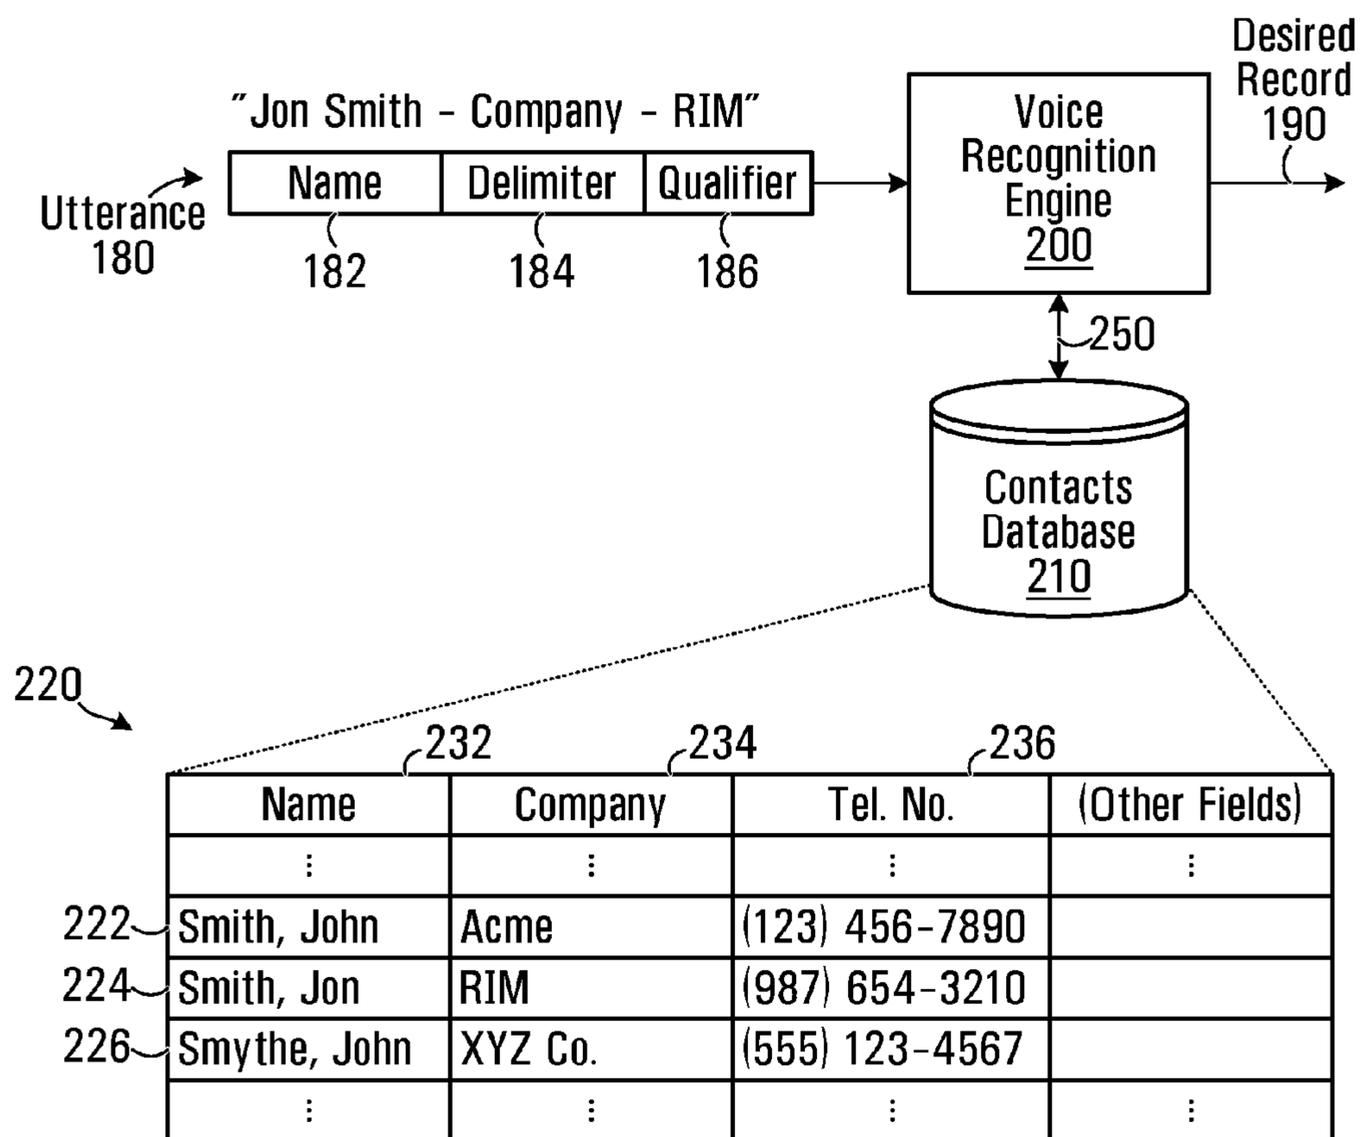 Desired
Record
190
"Jon Smith - Company - RIM"
Utterance
180
Name
Delimiter
Qualifier
182
184
186
Voice
Recognition
Engine
200
250
Contacts
Database
210
220
232
234
236
Name Company Tel. No. (Other Fields)
⋮ ⋮ ⋮ ⋮
222 Smith, John Acme (123) 456-7890
224 Smith, Jon RIM (987) 654-3210
226 Smythe, John XYZ Co. (555) 123-4567
⋮ ⋮ ⋮ ⋮